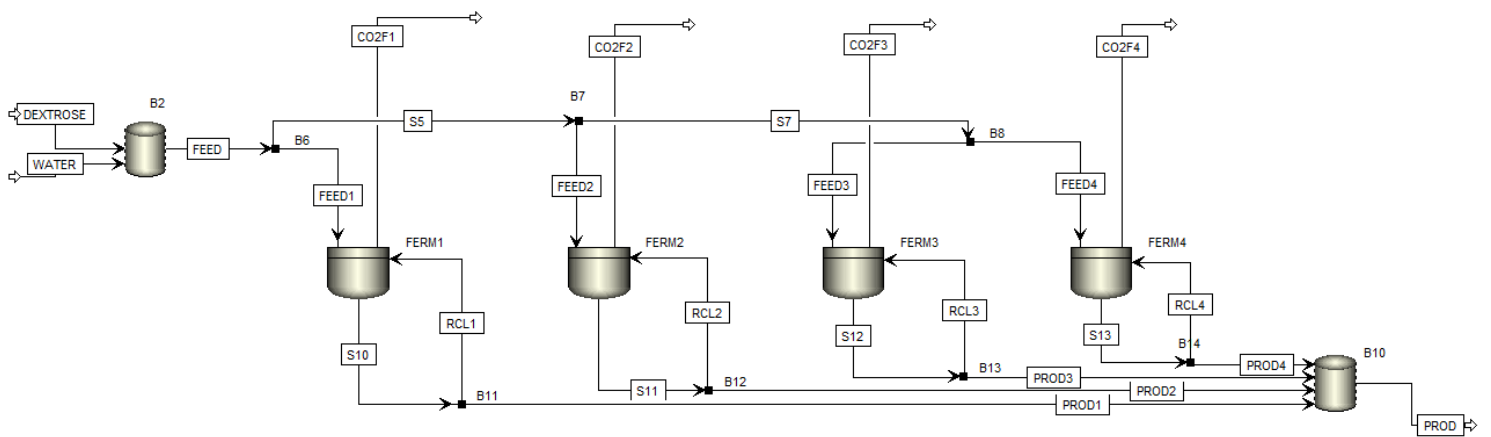 CO2F1
CO2F2
CO2F3
CO2F4
DEXTROSE
B2
B7
S5
S7
B6
B8
FEED
WATER
FEED1
FEED2
FEED3
FEED4
FERM1
FERM2
FERM3
FERM4
RCL1
RCL2
RCL3
RCL4
S10
S12
S13
B14
B10
S11
B12
B13
PROD3
PROD4
B11
PROD2
PROD1
PROD